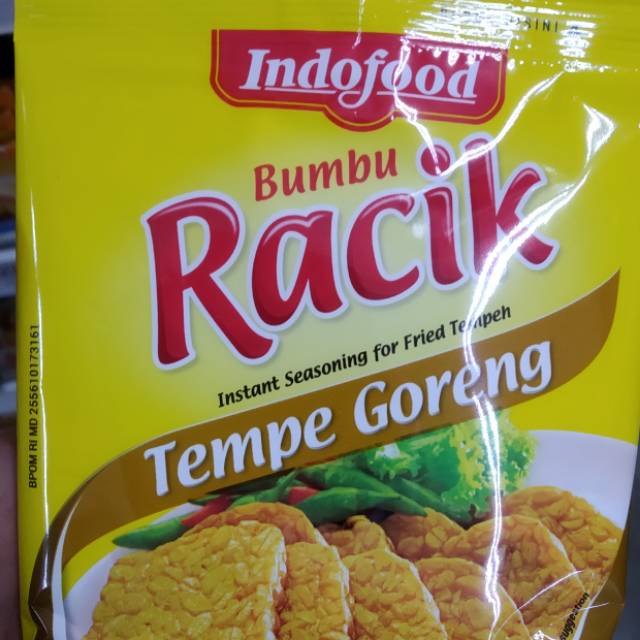 Indofood
Bumbu
Racik
Instant Seasoning for Fried Tempeh
Tempe Goreng
BPOM RI MD 255610173161